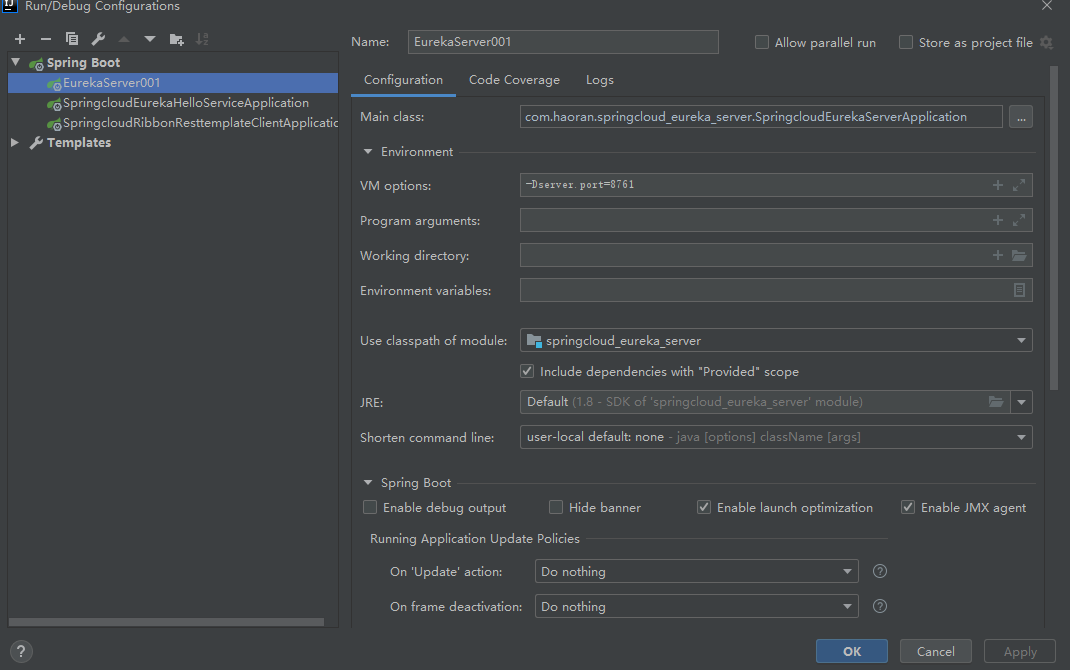 Run/Debug Configurations
Name: EurekaServer001 Allow parallel run Store as project file
Spring Boot
EurekaServer001
SpringcloudEurekaHelloServiceApplication
SpringcloudRibbonResttemplateClientApplicatio
Templates
Configuration Code Coverage Logs
Main class: com.haoran.springcloud_eureka_server.SpringcloudEurekaServerApplication ...
Environment
VM options: -Dserver.port=8761
Program arguments:
Working directory:
Environment variables:
Use classpath of module: springcloud_eureka_server
Include dependencies with "Provided" scope
JRE: Default (1.8 - SDK of 'springcloud_eureka_server' module)
Shorten command line: user-local default: none - java [options] className [args]
Spring Boot
Enable debug output Hide banner Enable launch optimization Enable JMX agent
Running Application Update Policies
On 'Update' action: Do nothing ?
On frame deactivation: Do nothing ?
? OK Cancel Apply